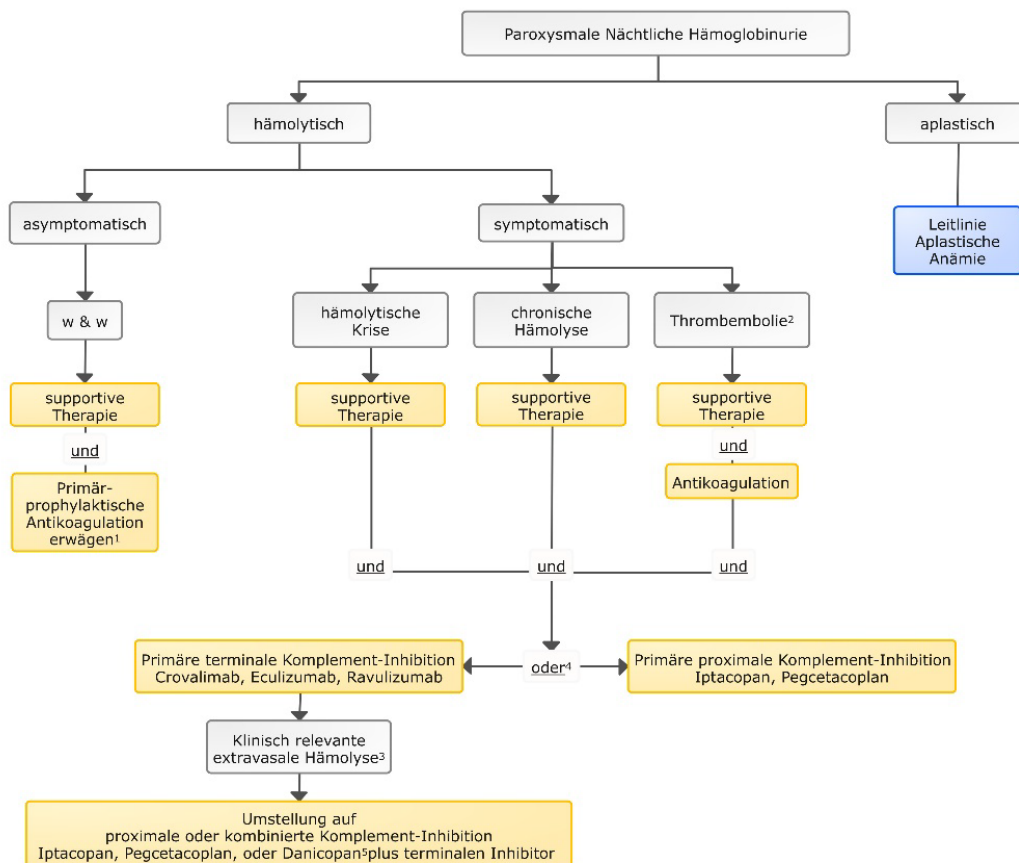 Paroxysmale Nächtliche Hämoglobinurie
hämolytisch
aplastisch
asymptomatisch
symptomatisch
Leitlinie
Aplastische
Anämie
w & w
hämolytische
Krise
chronische
Hämolyse
Thrombembolie²
supportive
Therapie
supportive
Therapie
supportive
Therapie
supportive
Therapie
und
und
Primär-
prophylaktische
Antikoagulation
erwägen¹
Antikoagulation
und
und
und
Primäre terminale Komplement-Inhibition
Crovalimab, Eculizumab, Ravulizumab
oder⁴
Primäre proximale Komplement-Inhibition
Iptacopan, Pegcetacoplan
Klinisch relevante
extravasale Hämolyse³
Umstellung auf
proximale oder kombinierte Komplement-Inhibition
Iptacopan, Pegcetacoplan, oder Danicopan⁵plus terminalen Inhibitor